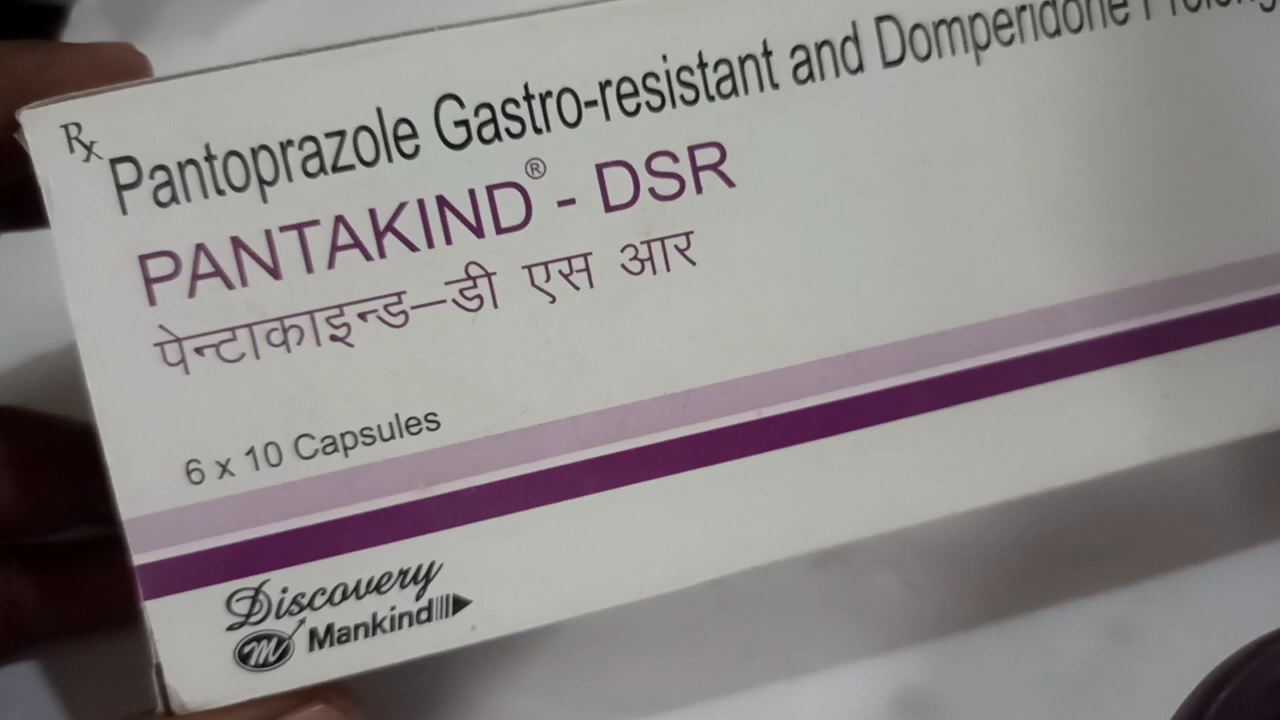 Rx Pantoprazole Gastro-resistant and Domperidone
PANTAKIND® - DSR
पेन्टाकाइन्ड–डी एस आर
6 x 10 Capsules
Discovery
m Mankind